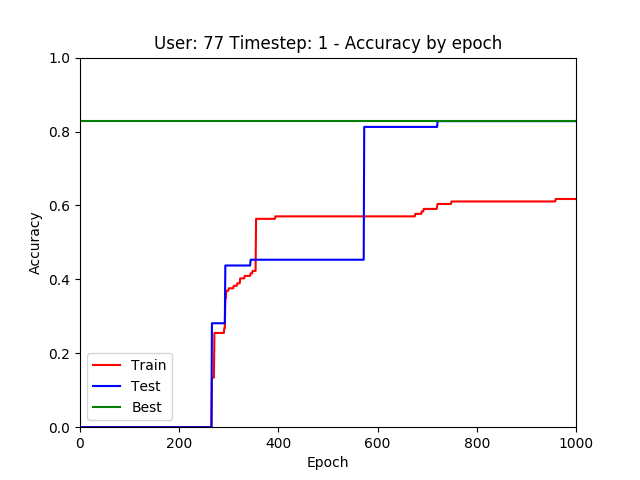 User: 77 Timestep: 1 - Accuracy by epoch
1.0
0.8
0.6
0.4
0.2
0.0
Accuracy
Train
Test
Best
0 200 400 600 800 1000
Epoch